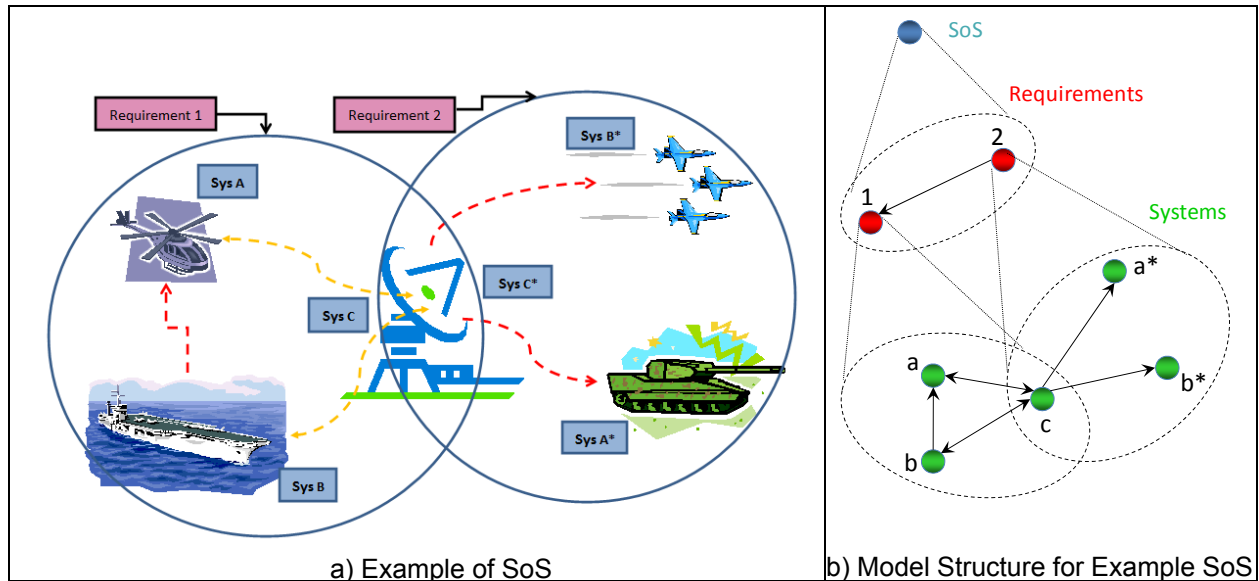 Requirement 1
Requirement 2
Sys A
Sys B*
Sys C
Sys C*
Sys A*
Sys B
a) Example of SoS
SoS
Requirements
2
1
Systems
a*
a
b*
c
b
b) Model Structure for Example SoS